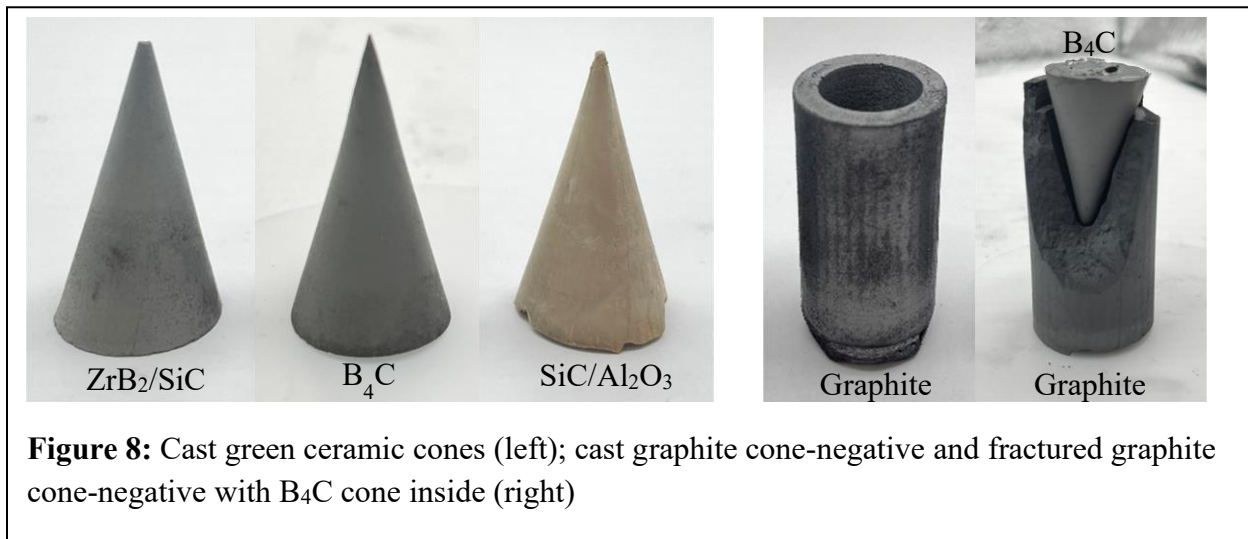 B₄C
ZrB₂/SiC
B₄C
SiC/Al₂O₃
Graphite
Graphite
Figure 8: Cast green ceramic cones (left); cast graphite cone-negative and fractured graphite
cone-negative with B₄C cone inside (right)